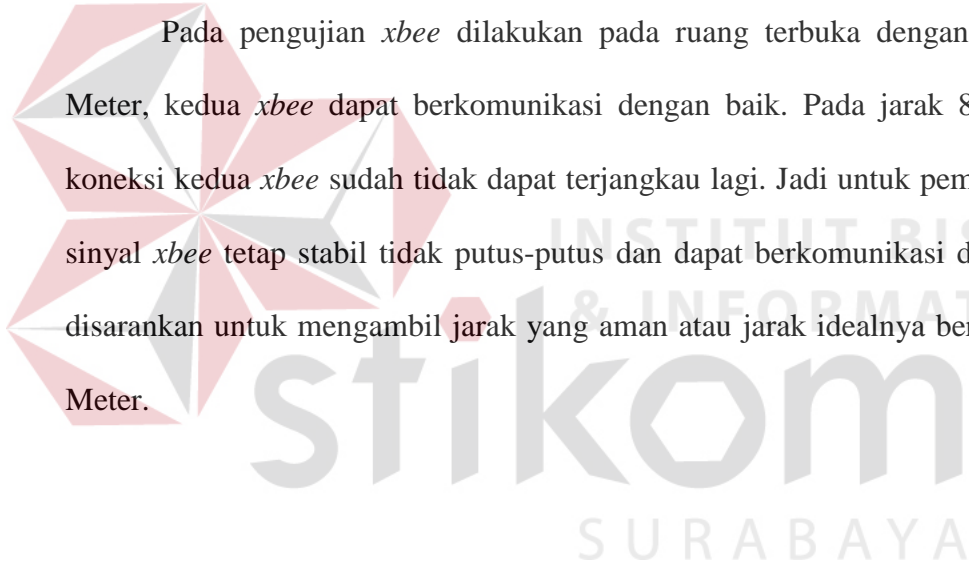 Pada pengujian xbee dilakukan pada ruang terbuka dengan
Meter, kedua xbee dapat berkomunikasi dengan baik. Pada jarak 8
koneksi kedua xbee sudah tidak dapat terjangkau lagi. Jadi untuk pem
sinyal xbee tetap stabil tidak putus-putus dan dapat berkomunikasi d
disarankan untuk mengambil jarak yang aman atau jarak idealnya ber
Meter.
INSTITUT BIS
& INFORMAT
stikom
SURABAYA